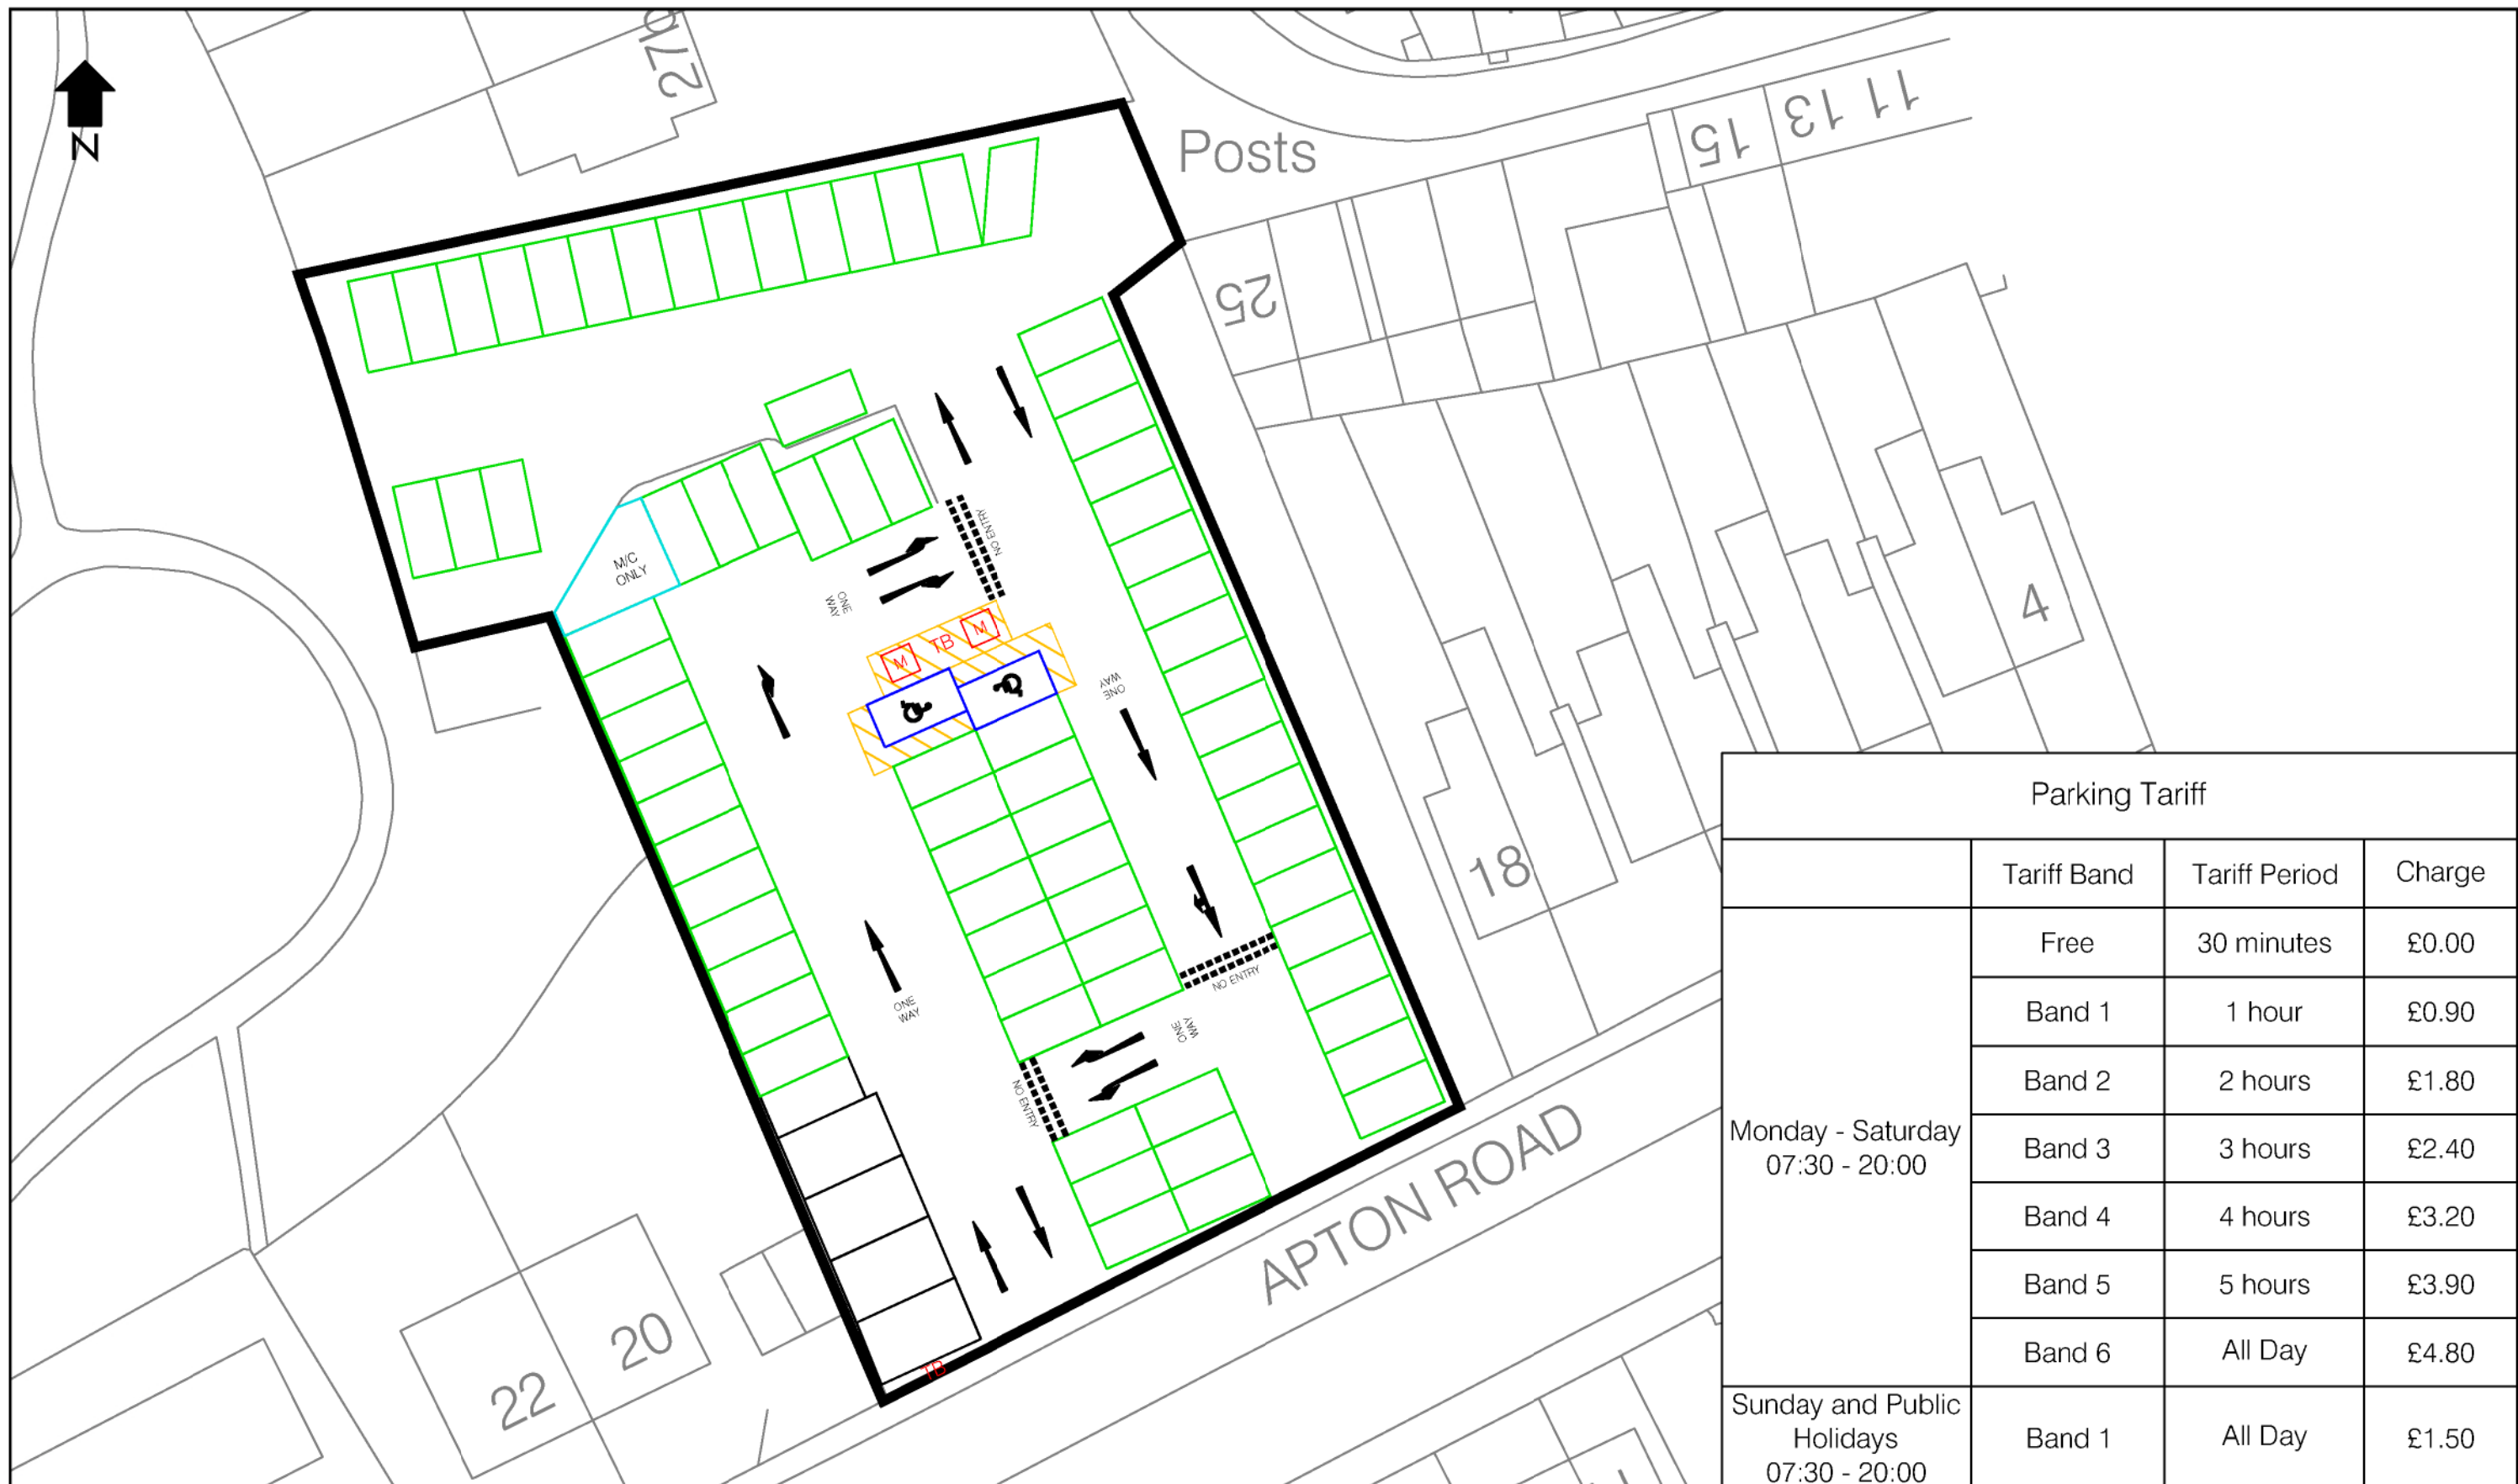 N
27b
Posts
15
13
11
25
4
18
M/C
ONLY
NO ENTRY
ONE
WAY
M
TB
M
ONE
WAY
ONE
WAY
NO ENTRY
ONE
WAY
NO ENTRY
APTON ROAD
20
22
TB
Parking Tariff
Tariff Band Tariff Period Charge
Monday - Saturday
07:30 - 20:00
Free 30 minutes £0.00
Band 1 1 hour £0.90
Band 2 2 hours £1.80
Band 3 3 hours £2.40
Band 4 4 hours £3.20
Band 5 5 hours £3.90
Band 6 All Day £4.80
Sunday and Public
Holidays
07:30 - 20:00
Band 1 All Day £1.50